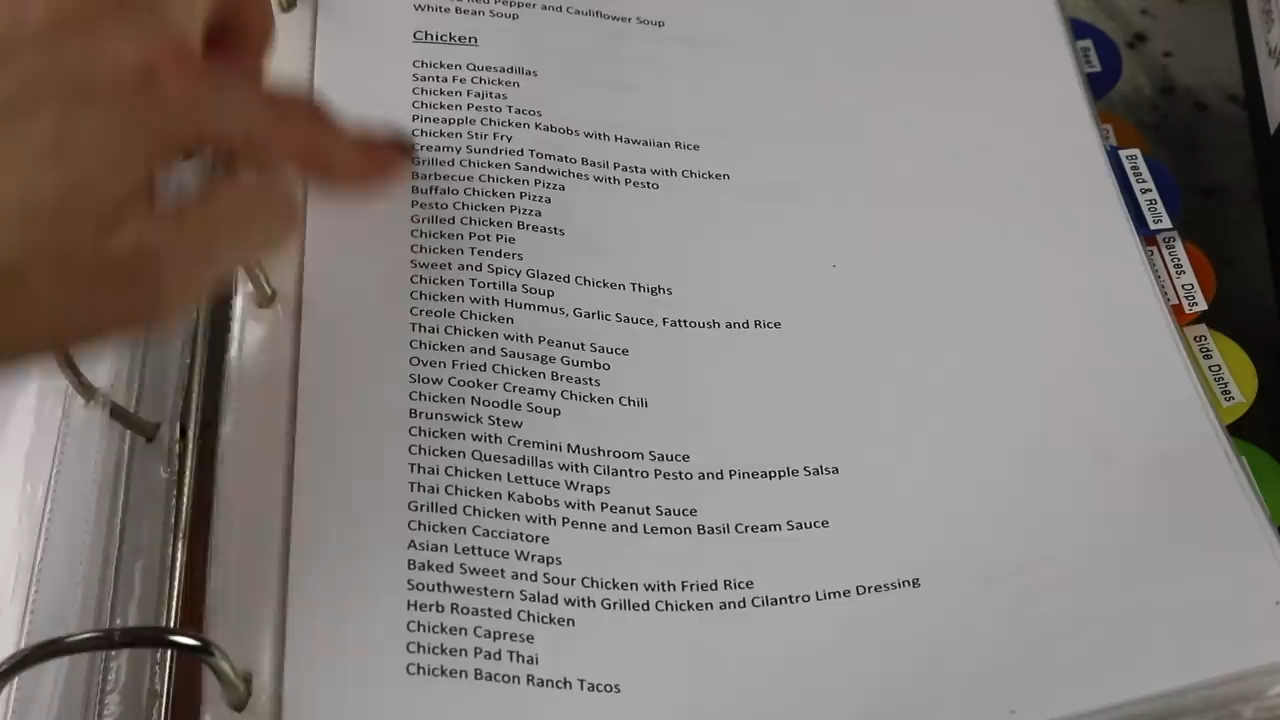 Red Pepper and Cauliflower Soup
White Bean Soup
Chicken
Chicken Quesadillas
Santa Fe Chicken
Chicken Fajitas
Chicken Pesto Tacos
Pineapple Chicken Kabobs with Hawaiian Rice
Chicken Stir Fry
Creamy Sundried Tomato Basil Pasta with Chicken
Grilled Chicken Sandwiches with Pesto
Barbecue Chicken Pizza
Buffalo Chicken Pizza
Pesto Chicken Pizza
Grilled Chicken Breasts
Chicken Pot Pie
Chicken Tenders
Sweet and Spicy Glazed Chicken Thighs
Chicken Tortilla Soup
Chicken with Hummus, Garlic Sauce, Fattoush and Rice
Creole Chicken
Thai Chicken with Peanut Sauce
Chicken and Sausage Gumbo
Oven Fried Chicken Breasts
Slow Cooker Creamy Chicken Chili
Chicken Noodle Soup
Brunswick Stew
Chicken with Cremini Mushroom Sauce
Chicken Quesadillas with Cilantro Pesto and Pineapple Salsa
Thai Chicken Lettuce Wraps
Thai Chicken Kabobs with Peanut Sauce
Grilled Chicken with Penne and Lemon Basil Cream Sauce
Chicken Cacciatore
Asian Lettuce Wraps
Baked Sweet and Sour Chicken with Fried Rice
Southwestern Salad with Grilled Chicken and Cilantro Lime Dressing
Herb Roasted Chicken
Chicken Caprese
Chicken Pad Thai
Chicken Bacon Ranch Tacos
Beef
Bread & Rolls
Sauces, Dips,
Side Dishes